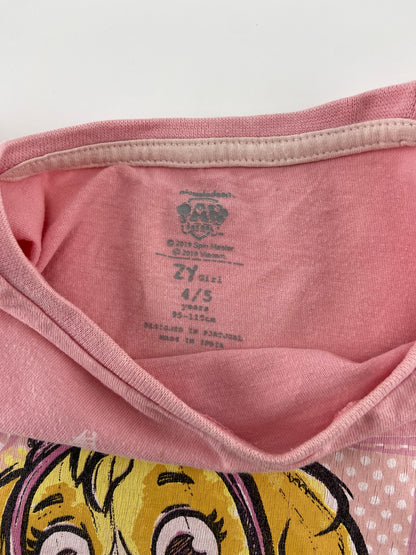 nickelodeon
PAW
PATROL
© 2019 Spin Master
© 2019 Viacom.
ZY Girl
4/5
years
DESIGNED IN PORTUGAL
MADE IN INDIA